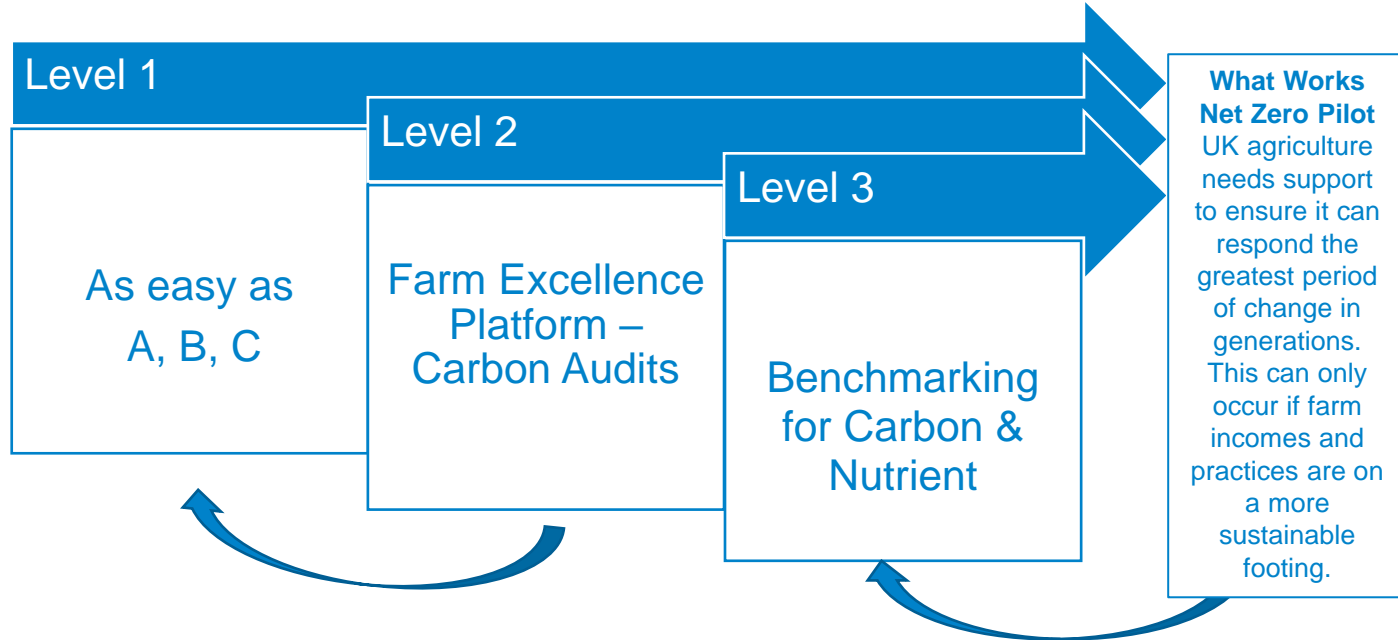 Level 1
As easy as
A, B, C
Level 2
Farm Excellence
Platform –
Carbon Audits
Level 3
Benchmarking
for Carbon &
Nutrient
What Works
Net Zero Pilot
UK agriculture
needs support
to ensure it can
respond the
greatest period
of change in
generations.
This can only
occur if farm
incomes and
practices are on
a more
sustainable
footing.